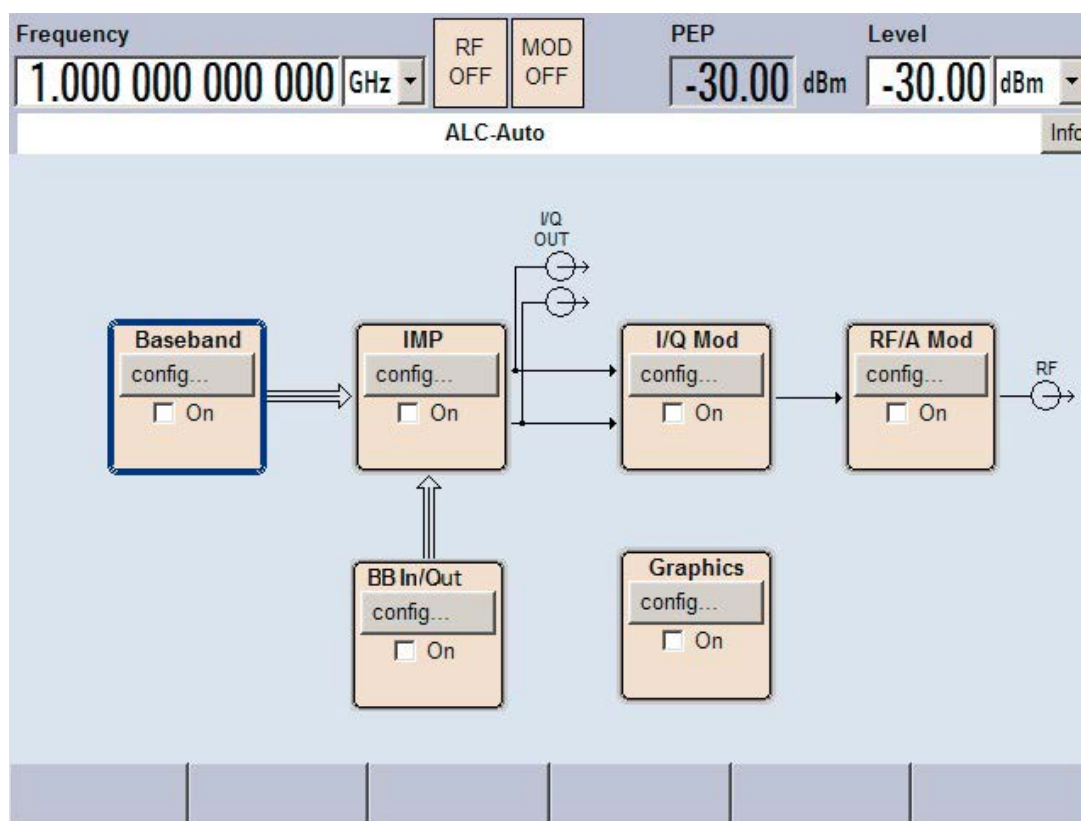 Frequency
RF OFF
MOD OFF
PEP
Level
1.000 000 000 000 GHz
-30.00 dBm
-30.00 dBm
ALC-Auto
Info
I/Q
OUT
Baseband
config...
On
IMP
config...
On
I/Q Mod
config...
On
RF/A Mod
config...
On
RF
BB In/Out
config...
On
Graphics
config...
On